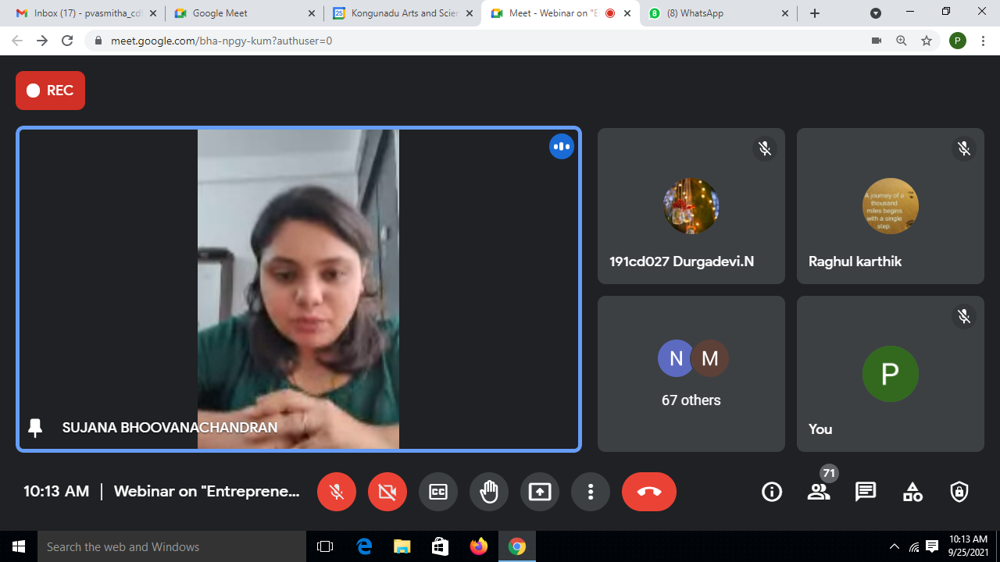 Inbox (17) - pvasmitha_cd
Google Meet
Kongunadu Arts and Scien
Meet - Webinar on "E
(8) WhatsApp
meet.google.com/bha-npgy-kum?authuser=0
P
REC
SUJANA BHOOVANACHANDRAN
191cd027 Durgadevi.N
A journey of a
thousand
miles begins
with a single
step.
Raghul karthik
N M
67 others
P
You
10:13 AM | Webinar on "Entreprene...
CC
71
Search the web and Windows
10:13 AM
9/25/2021